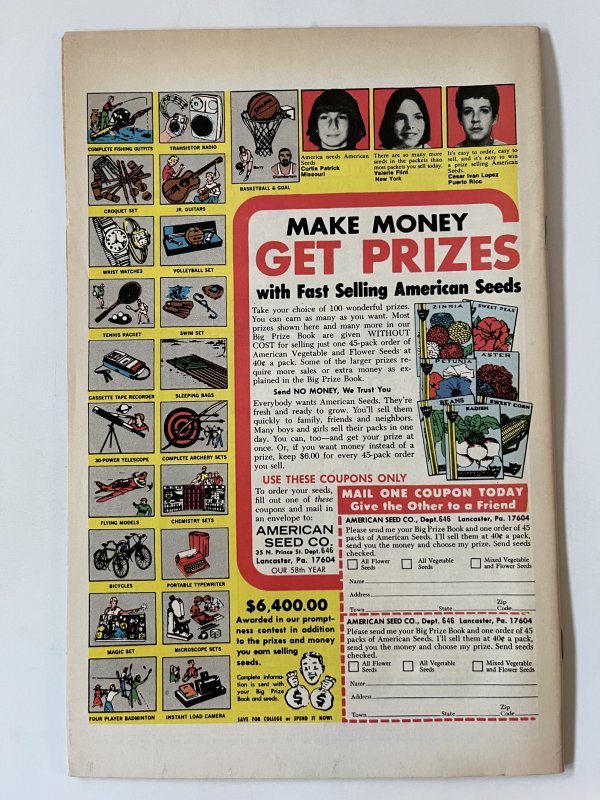 COMPLETE FISHING OUTFITS
TRANSISTOR RADIO
CROQUET SET
JR. GUITARS
WRIST WATCHES
VOLLEYBALL SET
TENNIS RACKET
SWIM SET
CASSETTE TAPE RECORDER
SLEEPING BAGS
30-POWER TELESCOPE
COMPLETE ARCHERY SETS
FLYING MODELS
CHEMISTRY SETS
BICYCLES
PORTABLE TYPEWRITER
MAGIC SET
MICROSCOPE SETS
FOUR PLAYER BADMINTON
INSTANT LOAD CAMERA
Barry
Chamberlain
BASKETBALL & GOAL
America needs American
Seeds
Curtis Patrick
Missouri
There are so many more
seeds in the packets than
most packets you sell today.
Valerie Flint
New York
It's easy to order, easy to
sell, and it's easy to win
a prize selling American
Seeds.
Cesar Ivan Lopez
Puerto Rico
MAKE MONEY
GET PRIZES
with Fast Selling American Seeds
Take your choice of 100 wonderful prizes.
You can earn as many as you want. Most
prizes shown here and many more in our
Big Prize Book are given WITHOUT
COST for selling just one 45-pack order of
American Vegetable and Flower Seeds at
40¢ a pack. Some of the larger prizes re-
quire more sales or extra money as ex-
plained in the Big Prize Book.
Send NO MONEY, We Trust You
Everybody wants American Seeds. They're
fresh and ready to grow. You'll sell them
quickly to family, friends and neighbors.
Many boys and girls sell their packs in one
day. You can, too—and get your prize at
once. Or, if you want money instead of a
prize, keep $6.00 for every 45-pack order
you sell.
ZINNIA
SWEET PEAS
PETUNIA
ASTER
BEANS
RADISH
SWEET CORN
USE THESE COUPONS ONLY
To order your seeds,
fill out one of these
coupons and mail in
an envelope to:
AMERICAN
SEED CO.
35 N. Prince St. Dept. 646
Lancaster, Pa. 17604
OUR 58th YEAR
$6,400.00
Awarded in our prompt-
ness contest in addition
to the prizes and money
you earn selling
seeds.
Complete informa-
tion is sent with
your Big Prize
Book and seeds.
SAVE FOR COLLEGE or SPEND IT NOW!
MAIL ONE COUPON TODAY
Give the Other to a Friend
AMERICAN SEED CO., Dept. 646 Lancaster, Pa. 17604
Please send me your Big Prize Book and one order of 45
packs of American Seeds. I'll sell them at 40¢ a pack,
send you the money and choose my prize. Send seeds
checked.
All Flower Seeds
All Vegetable Seeds
Mixed Vegetable and Flower Seeds
Name
Address
Town State Zip Code
AMERICAN SEED CO., Dept. 646 Lancaster, Pa. 17604
Please send me your Big Prize Book and one order of 45
packs of American Seeds. I'll sell them at 40¢ a pack,
send you the money and choose my prize. Send seeds
checked.
All Flower Seeds
All Vegetable Seeds
Mixed Vegetable and Flower Seeds
Name
Address
Town State Zip Code